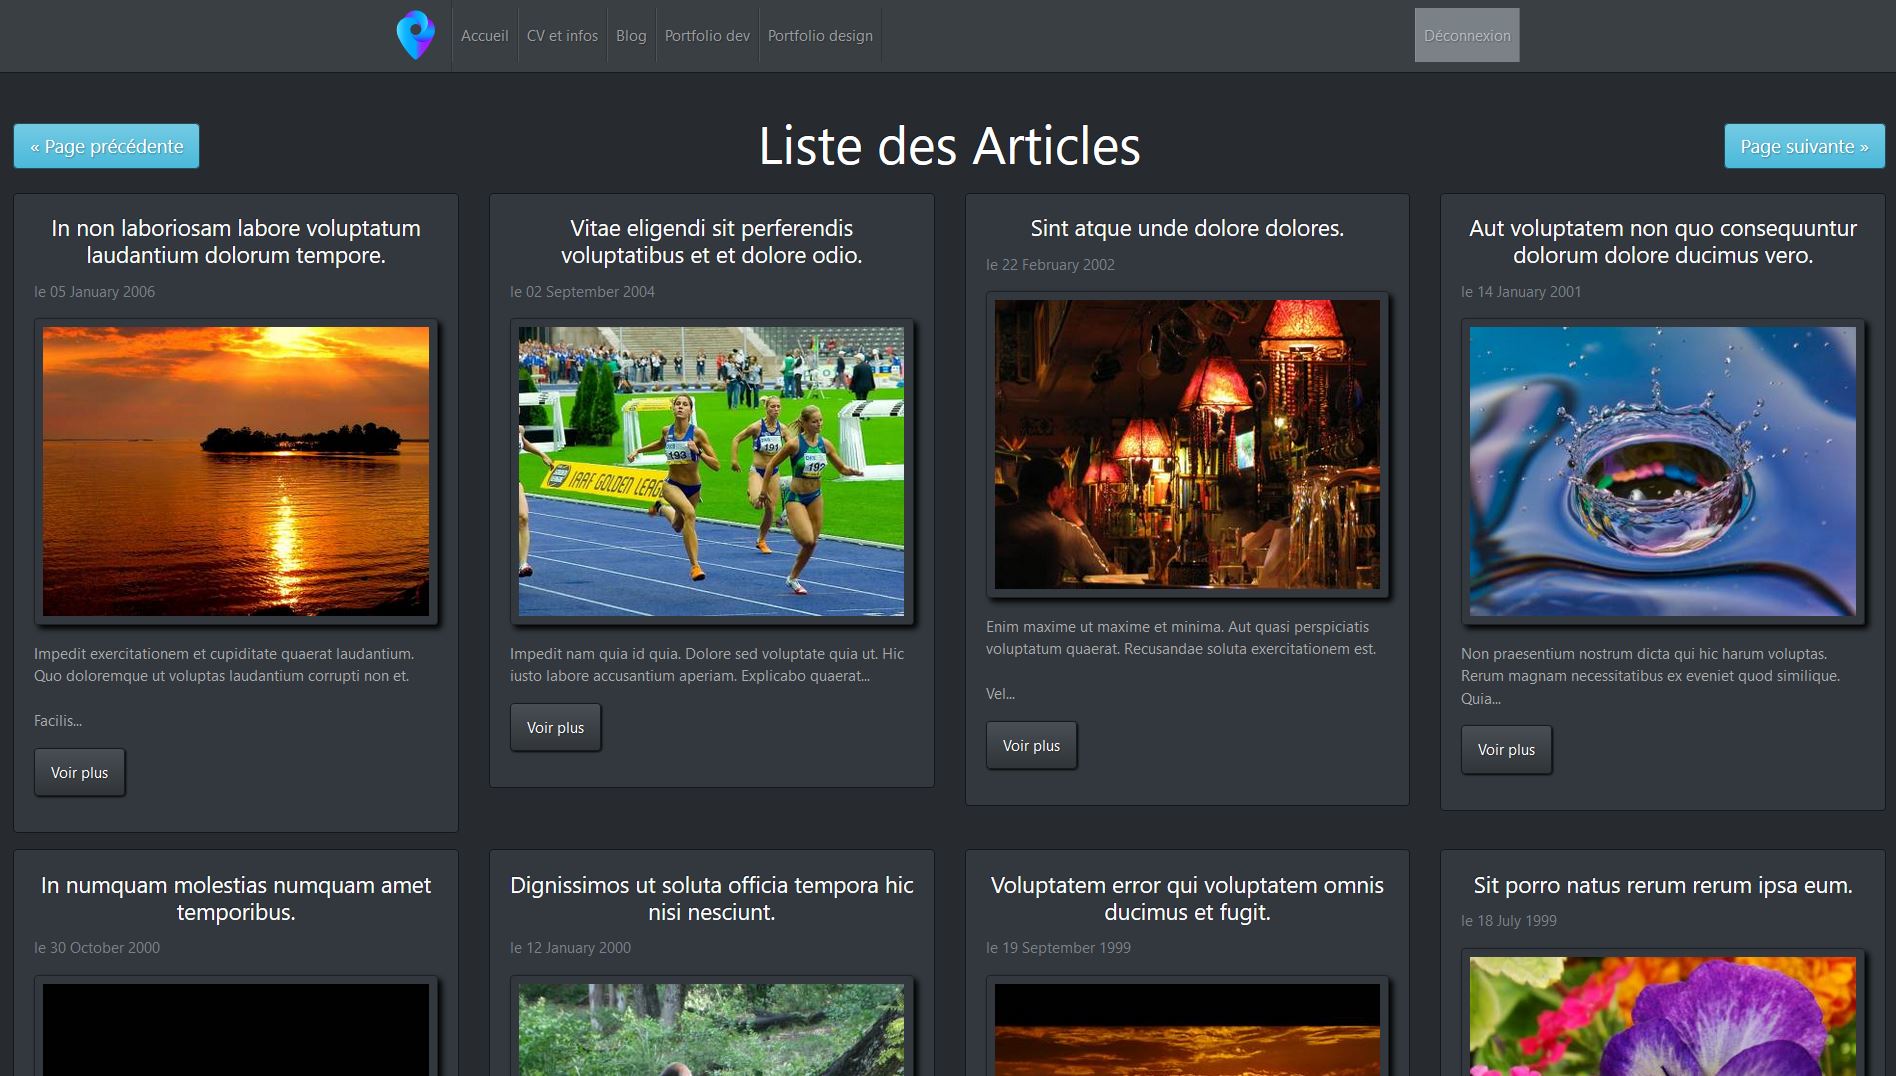 Accueil CV et infos Blog Portfolio dev Portfolio design Déconnexion
« Page précédente
Liste des Articles
Page suivante »
In non laboriosam labore voluptatum
laudantium dolorum tempore.
le 05 January 2006
Impedit exercitationem et cupiditate quaerat laudantium.
Quo doloremque ut voluptas laudantium corrupti non et.
Facilis...
Voir plus
Vitae eligendi sit perferendis
voluptatibus et et dolore odio.
le 02 September 2004
193
191
192
IAAF GOLDEN LEAG
Impedit nam quia id quia. Dolore sed voluptate quia ut. Hic
iusto labore accusantium aperiam. Explicabo quaerat...
Voir plus
Sint atque unde dolore dolores.
le 22 February 2002
Enim maxime ut maxime et minima. Aut quasi perspiciatis
voluptatum quaerat. Recusandae soluta exercitationem est.
Vel...
Voir plus
Aut voluptatem non quo consequuntur
dolorum dolore ducimus vero.
le 14 January 2001
Non praesentium nostrum dicta qui hic harum voluptas.
Rerum magnam necessitatibus ex eveniet quod similique.
Quia...
Voir plus
In numquam molestias numquam amet
temporibus.
le 30 October 2000
Dignissimos ut soluta officia tempora hic
nisi nesciunt.
le 12 January 2000
Voluptatem error qui voluptatem omnis
ducimus et fugit.
le 19 September 1999
Sit porro natus rerum rerum ipsa eum.
le 18 July 1999